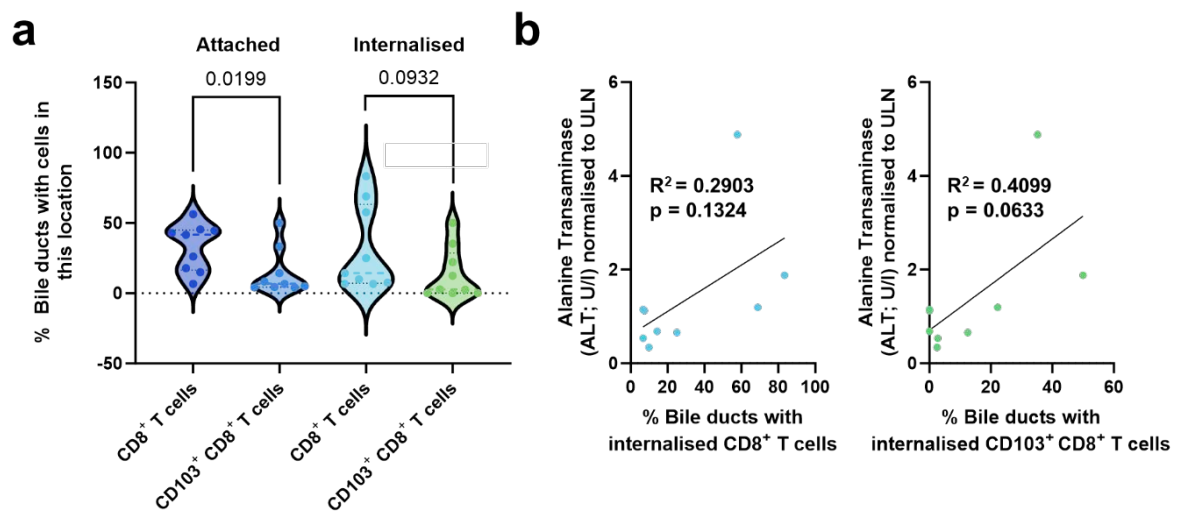 a
Attached
Internalised
0.0199
0.0932
150
100
50
0
-50
% Bile ducts with cells in
this location
CD8⁺ T cells
CD103⁺ CD8⁺ T cells
CD8⁺ T cells
CD103⁺ CD8⁺ T cells
b
Alanine Transaminase
(ALT; U/l) normalised to ULN
6
4
2
0
R² = 0.2903
p = 0.1324
0 20 40 60 80 100
% Bile ducts with
internalised CD8⁺ T cells
Alanine Transaminase
(ALT; U/l) normalised to ULN
6
4
2
0
R² = 0.4099
p = 0.0633
0 20 40 60
% Bile ducts with
internalised CD103⁺ CD8⁺ T cells